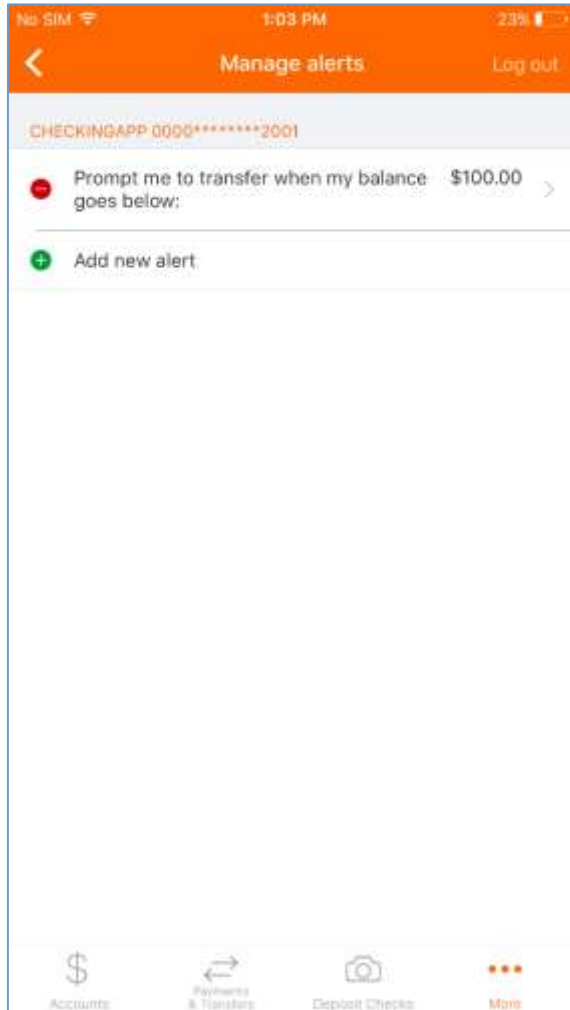 No SIM 1:03 PM 23%
Manage alerts Log out
CHECKINGAPP 0000********2001
Prompt me to transfer when my balance $100.00
goes below:
Add new alert
Payments
& Transfers
Accounts Deposit Checks More